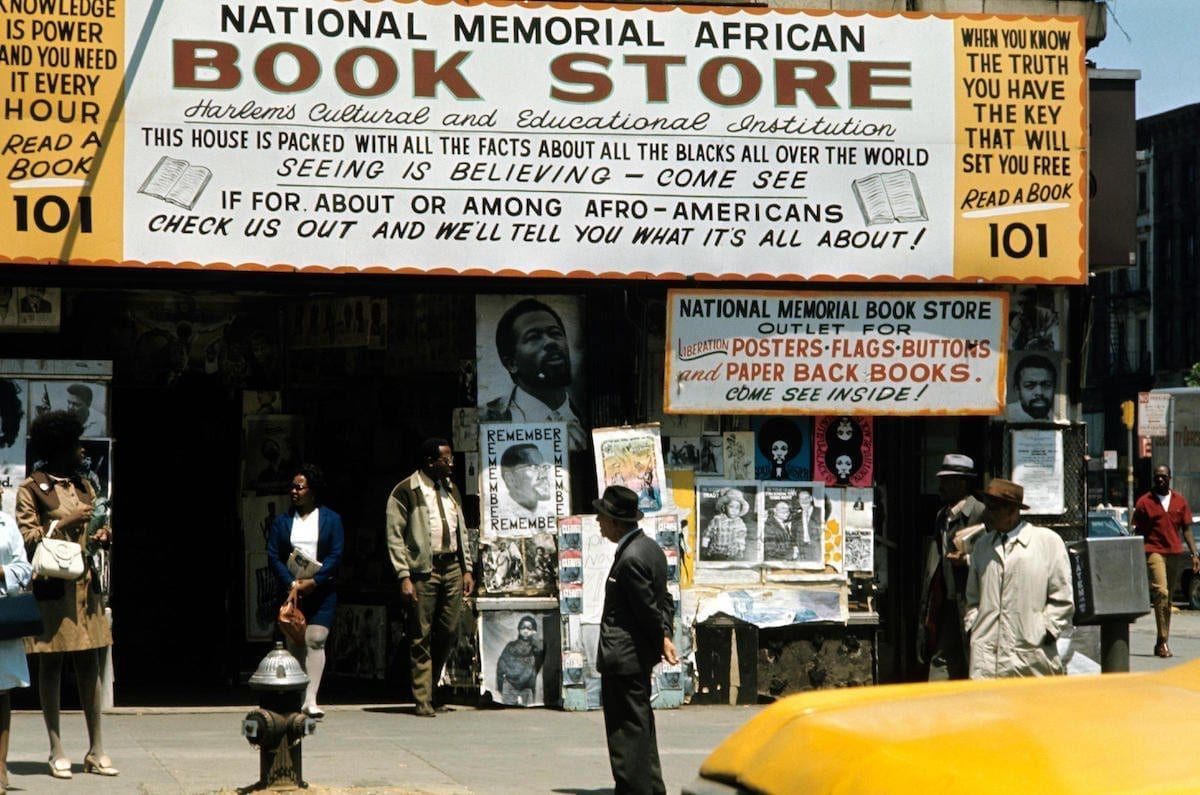 KNOWLEDGE
IS POWER
AND YOU NEED
IT EVERY
HOUR
READ A
BOOK
101
NATIONAL MEMORIAL AFRICAN
BOOK STORE
Harlem's Cultural and Educational Institution
THIS HOUSE IS PACKED WITH ALL THE FACTS ABOUT ALL THE BLACKS ALL OVER THE WORLD
SEEING IS BELIEVING - COME SEE
IF FOR. ABOUT OR AMONG AFRO-AMERICANS
CHECK US OUT AND WE'LL TELL YOU WHAT IT'S ALL ABOUT!
WHEN YOU KNOW
THE TRUTH
YOU HAVE
THE KEY
THAT WILL
SET YOU FREE
READ A BOOK
101
NATIONAL MEMORIAL BOOK STORE
OUTLET FOR
LIBERATION POSTERS·FLAGS·BUTTONS
and PAPER BACK BOOKS.
COME SEE INSIDE!
REMEMBER
REMEMBER
REMEMBER
REMEMBER